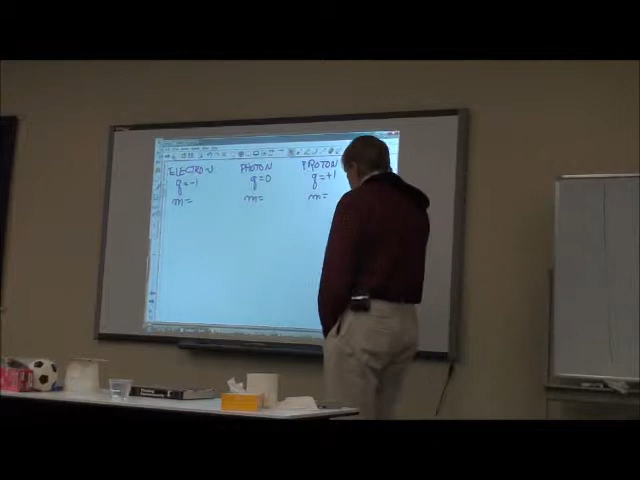 ELECTRON PHOTON PROTON
q=-1 q=0 q=+1
m= m= m=